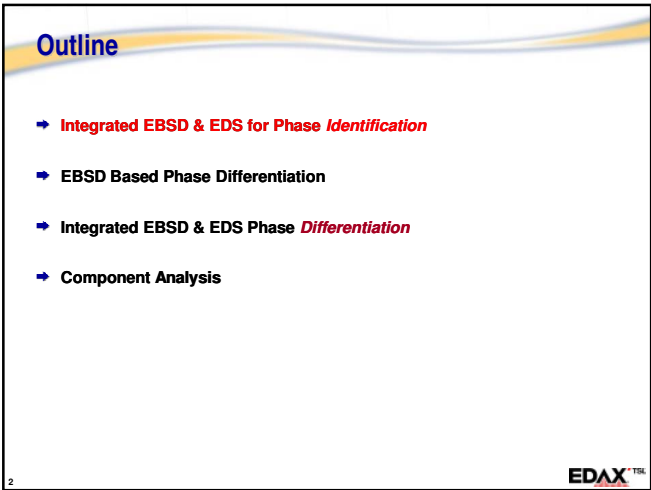 Outline
Integrated EBSD & EDS for Phase Identification
EBSD Based Phase Differentiation
Integrated EBSD & EDS Phase Differentiation
Component Analysis
2
EDAX TSL